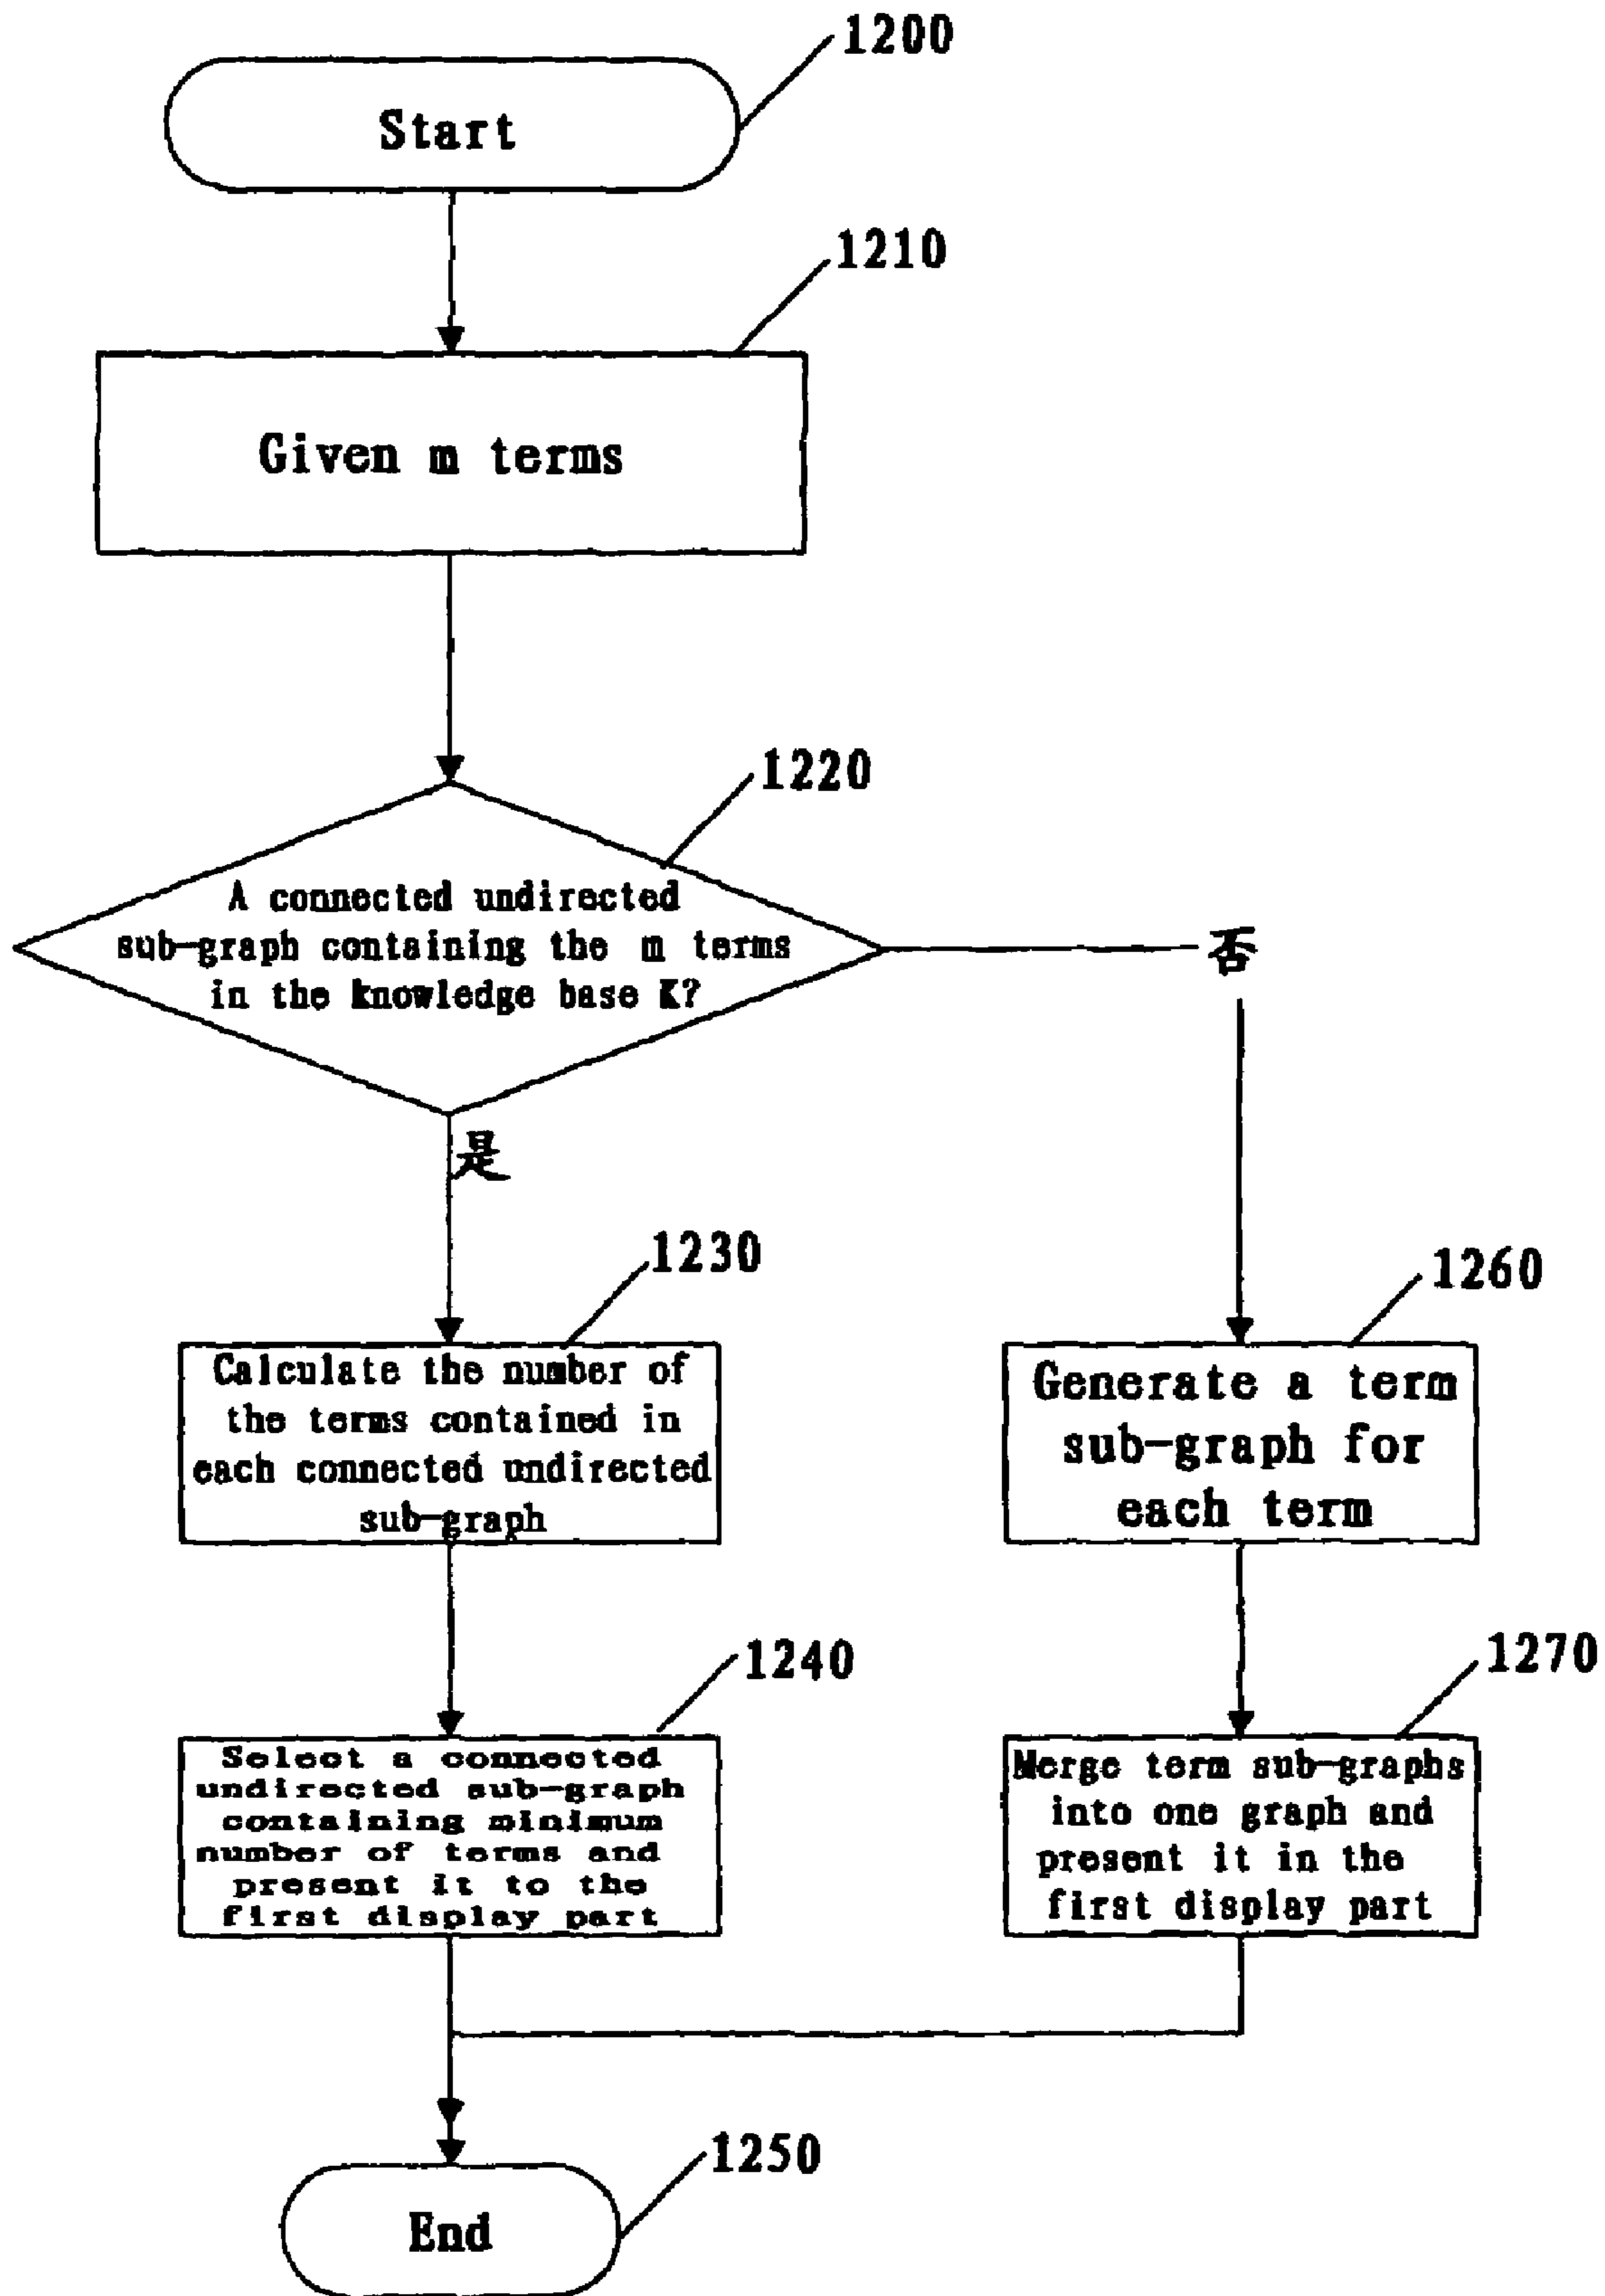 1200
Start
1210
Given m terms
1220
A connected undirected
sub-graph containing the m terms
in the knowledge base K?
否
是
1230
Calculate the number of
the terms contained in
each connected undirected
sub-graph
1260
Generate a term
sub-graph for
each term
1240
Select a connected
undirected sub-graph
containing minimum
number of terms and
present it to the
first display part
1270
Merge term sub-graphs
into one graph and
present it in the
first display part
1250
End